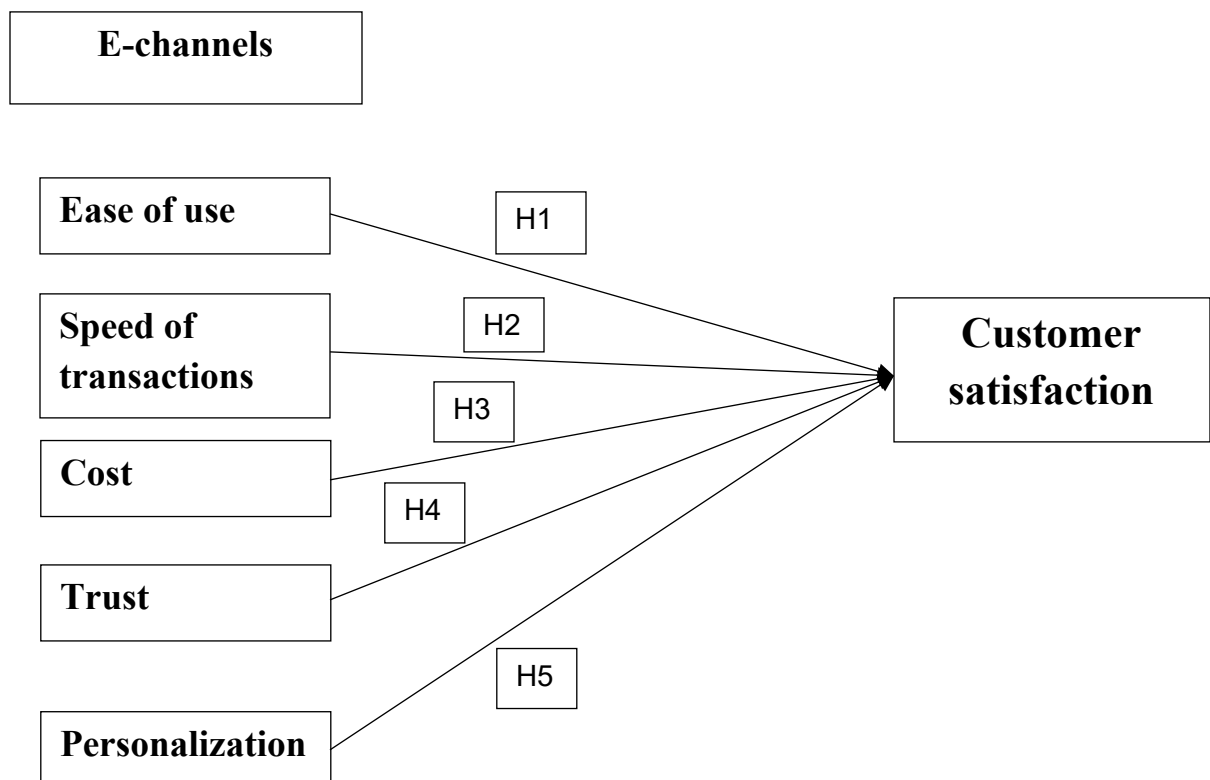 E-channels
Ease of use
H1
Speed of
transactions
H2
Customer
satisfaction
H3
Cost
H4
Trust
H5
Personalization